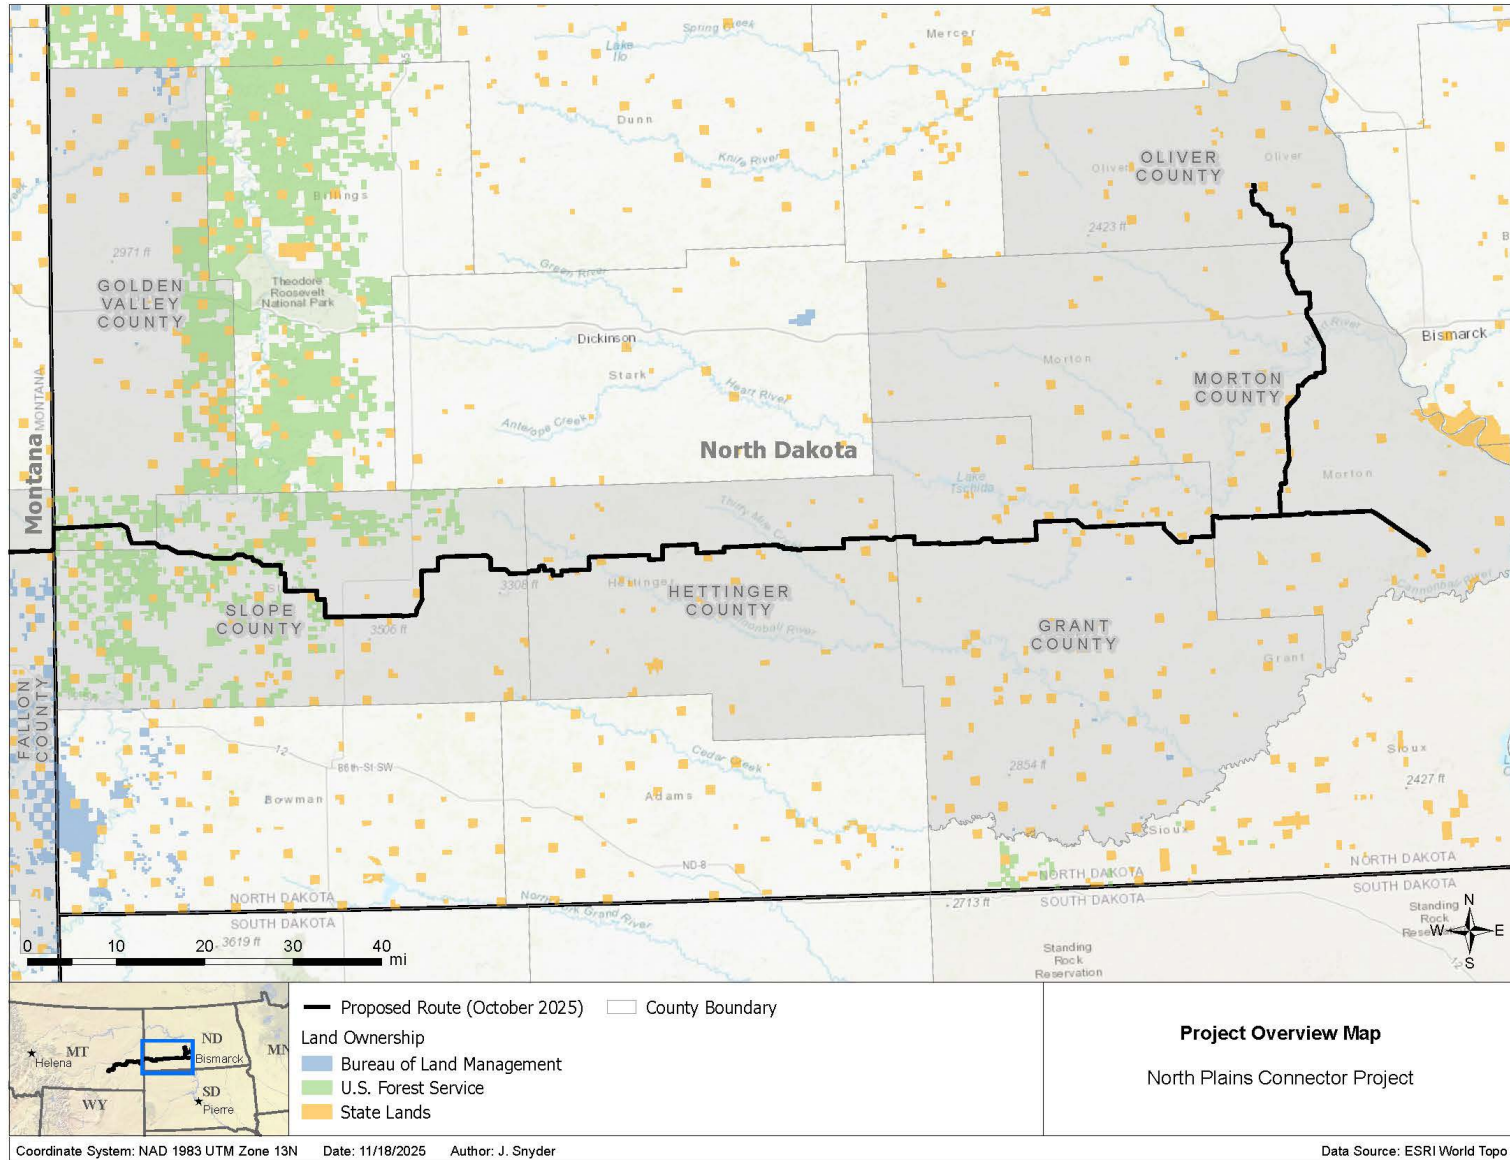 Spring Creek
Mercer
Lake
Ilo
Dunn
Knife River
OLIVER
COUNTY
Oliver
Oliver
Billings
2423 ft
2971 ft
Green River
GOLDEN
VALLEY
COUNTY
Theodore
Roosevelt
National Park
Dickinson
Bismarck
River
Stark
Morton
MORTON
COUNTY
Heart River
Antelope Creek
MONTANA
Montana
North Dakota
Lake
Tschida
Morton
Thirty Mile Creek
3308 ft
Hettinger
HETTINGER
COUNTY
SLOPE
COUNTY
3506 ft
Cannonball River
GRANT
COUNTY
Grant
Cannonball River
FALLON
COUNTY
12
86th-St-SW
Bowman
Cedar Creek
Adams
2854 ft
Sioux
2427 ft
Sioux
ND-8
NORTH DAKOTA
SOUTH DAKOTA
NORTH DAKOTA
SOUTH DAKOTA
NORTH DAKOTA
SOUTH DAKOTA
2713 ft
3619 ft
Standing
Rock
Reservation
Standing
Rock
N
W
E
S
0 10 20 30 40
mi
MT
Helena
ND
Bismarck
MN
WY
SD
Pierre
Proposed Route (October 2025)
County Boundary
Land Ownership
Bureau of Land Management
U.S. Forest Service
State Lands
Project Overview Map
North Plains Connector Project
Coordinate System: NAD 1983 UTM Zone 13N Date: 11/18/2025 Author: J. Snyder
Data Source: ESRI World Topo